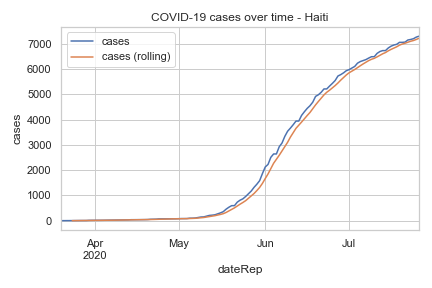 COVID-19 cases over time - Haiti
cases
cases (rolling)
7000
6000
5000
4000
3000
2000
1000
0
cases
Apr
2020
May
Jun
Jul
dateRep